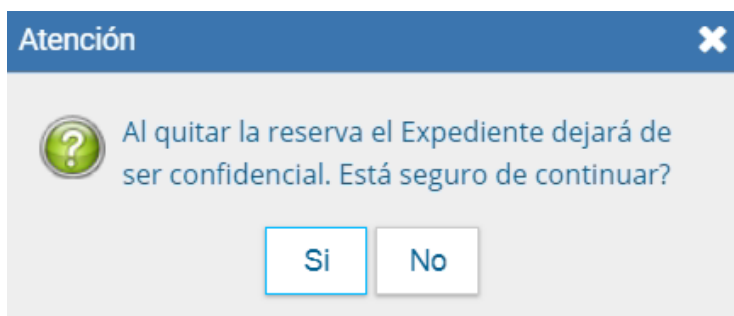 Atención
Al quitar la reserva el Expediente dejará de
ser confidencial. Está seguro de continuar?
Si No